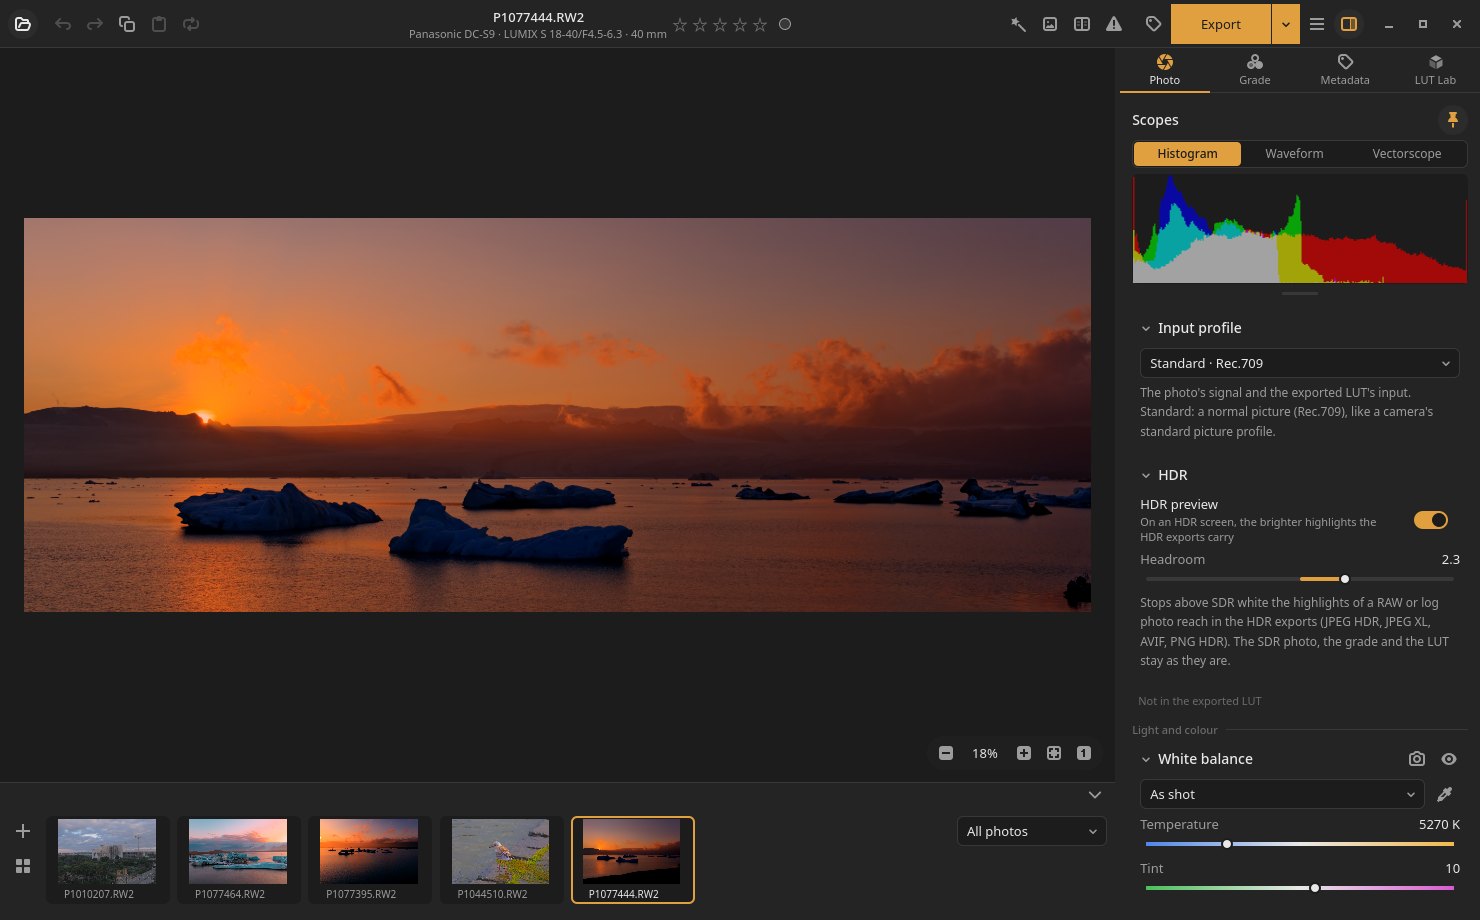 P1077444.RW2
Panasonic DC-S9 · LUMIX S 18-40/F4.5-6.3 · 40 mm
Export
Photo
Grade
Metadata
LUT Lab
Scopes
Histogram
Waveform
Vectorscope
Input profile
Standard · Rec.709
The photo's signal and the exported LUT's input.
Standard: a normal picture (Rec.709), like a camera's
standard picture profile.
HDR
HDR preview
On an HDR screen, the brighter highlights the
HDR exports carry
Headroom 2.3
Stops above SDR white the highlights of a RAW or log
photo reach in the HDR exports (JPEG HDR, JPEG XL,
AVIF, PNG HDR). The SDR photo, the grade and the LUT
stay as they are.
Not in the exported LUT
Light and colour
White balance
As shot
Temperature 5270 K
Tint 10
18%
1
All photos
P1010207.RW2
P1077464.RW2
P1077395.RW2
P1044510.RW2
P1077444.RW2